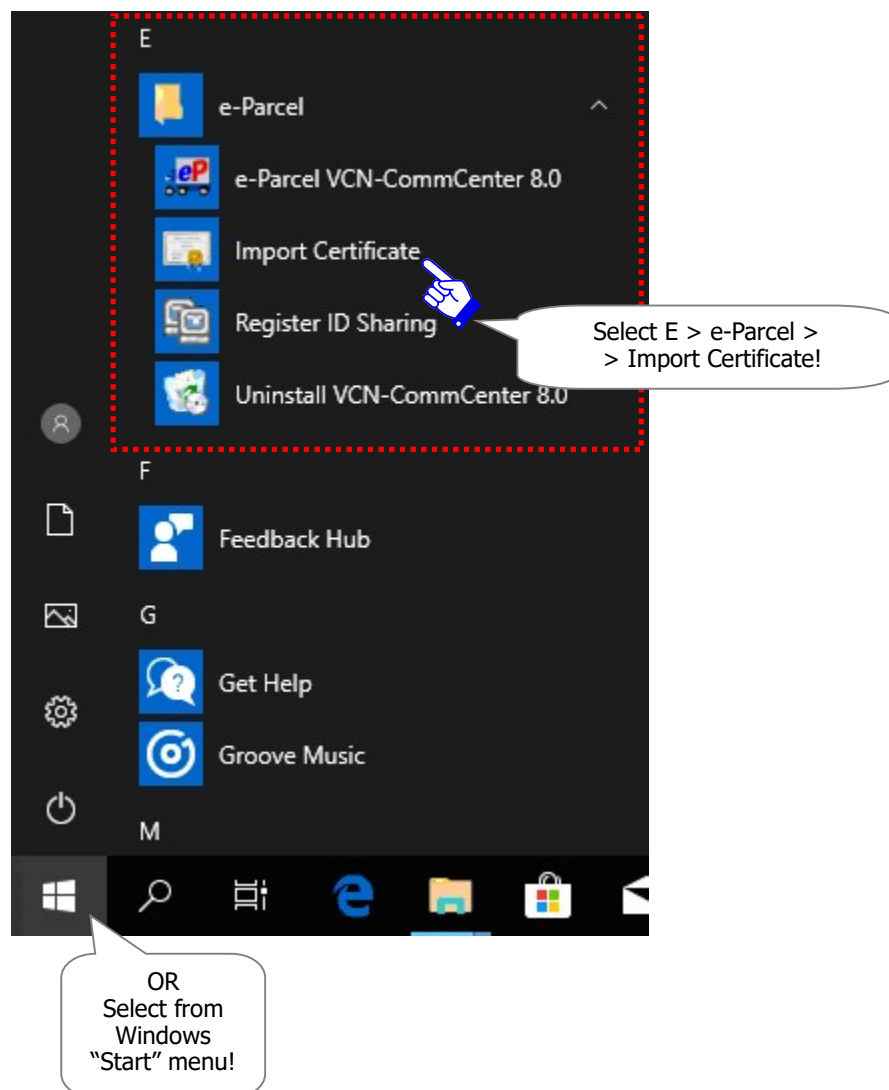 E
e-Parcel
eP
e-Parcel VCN-CommCenter 8.0
Import Certificate
Register ID Sharing
Select E > e-Parcel >
> Import Certificate!
Uninstall VCN-CommCenter 8.0
F
Feedback Hub
G
Get Help
Groove Music
M
OR
Select from
Windows
“Start” menu!